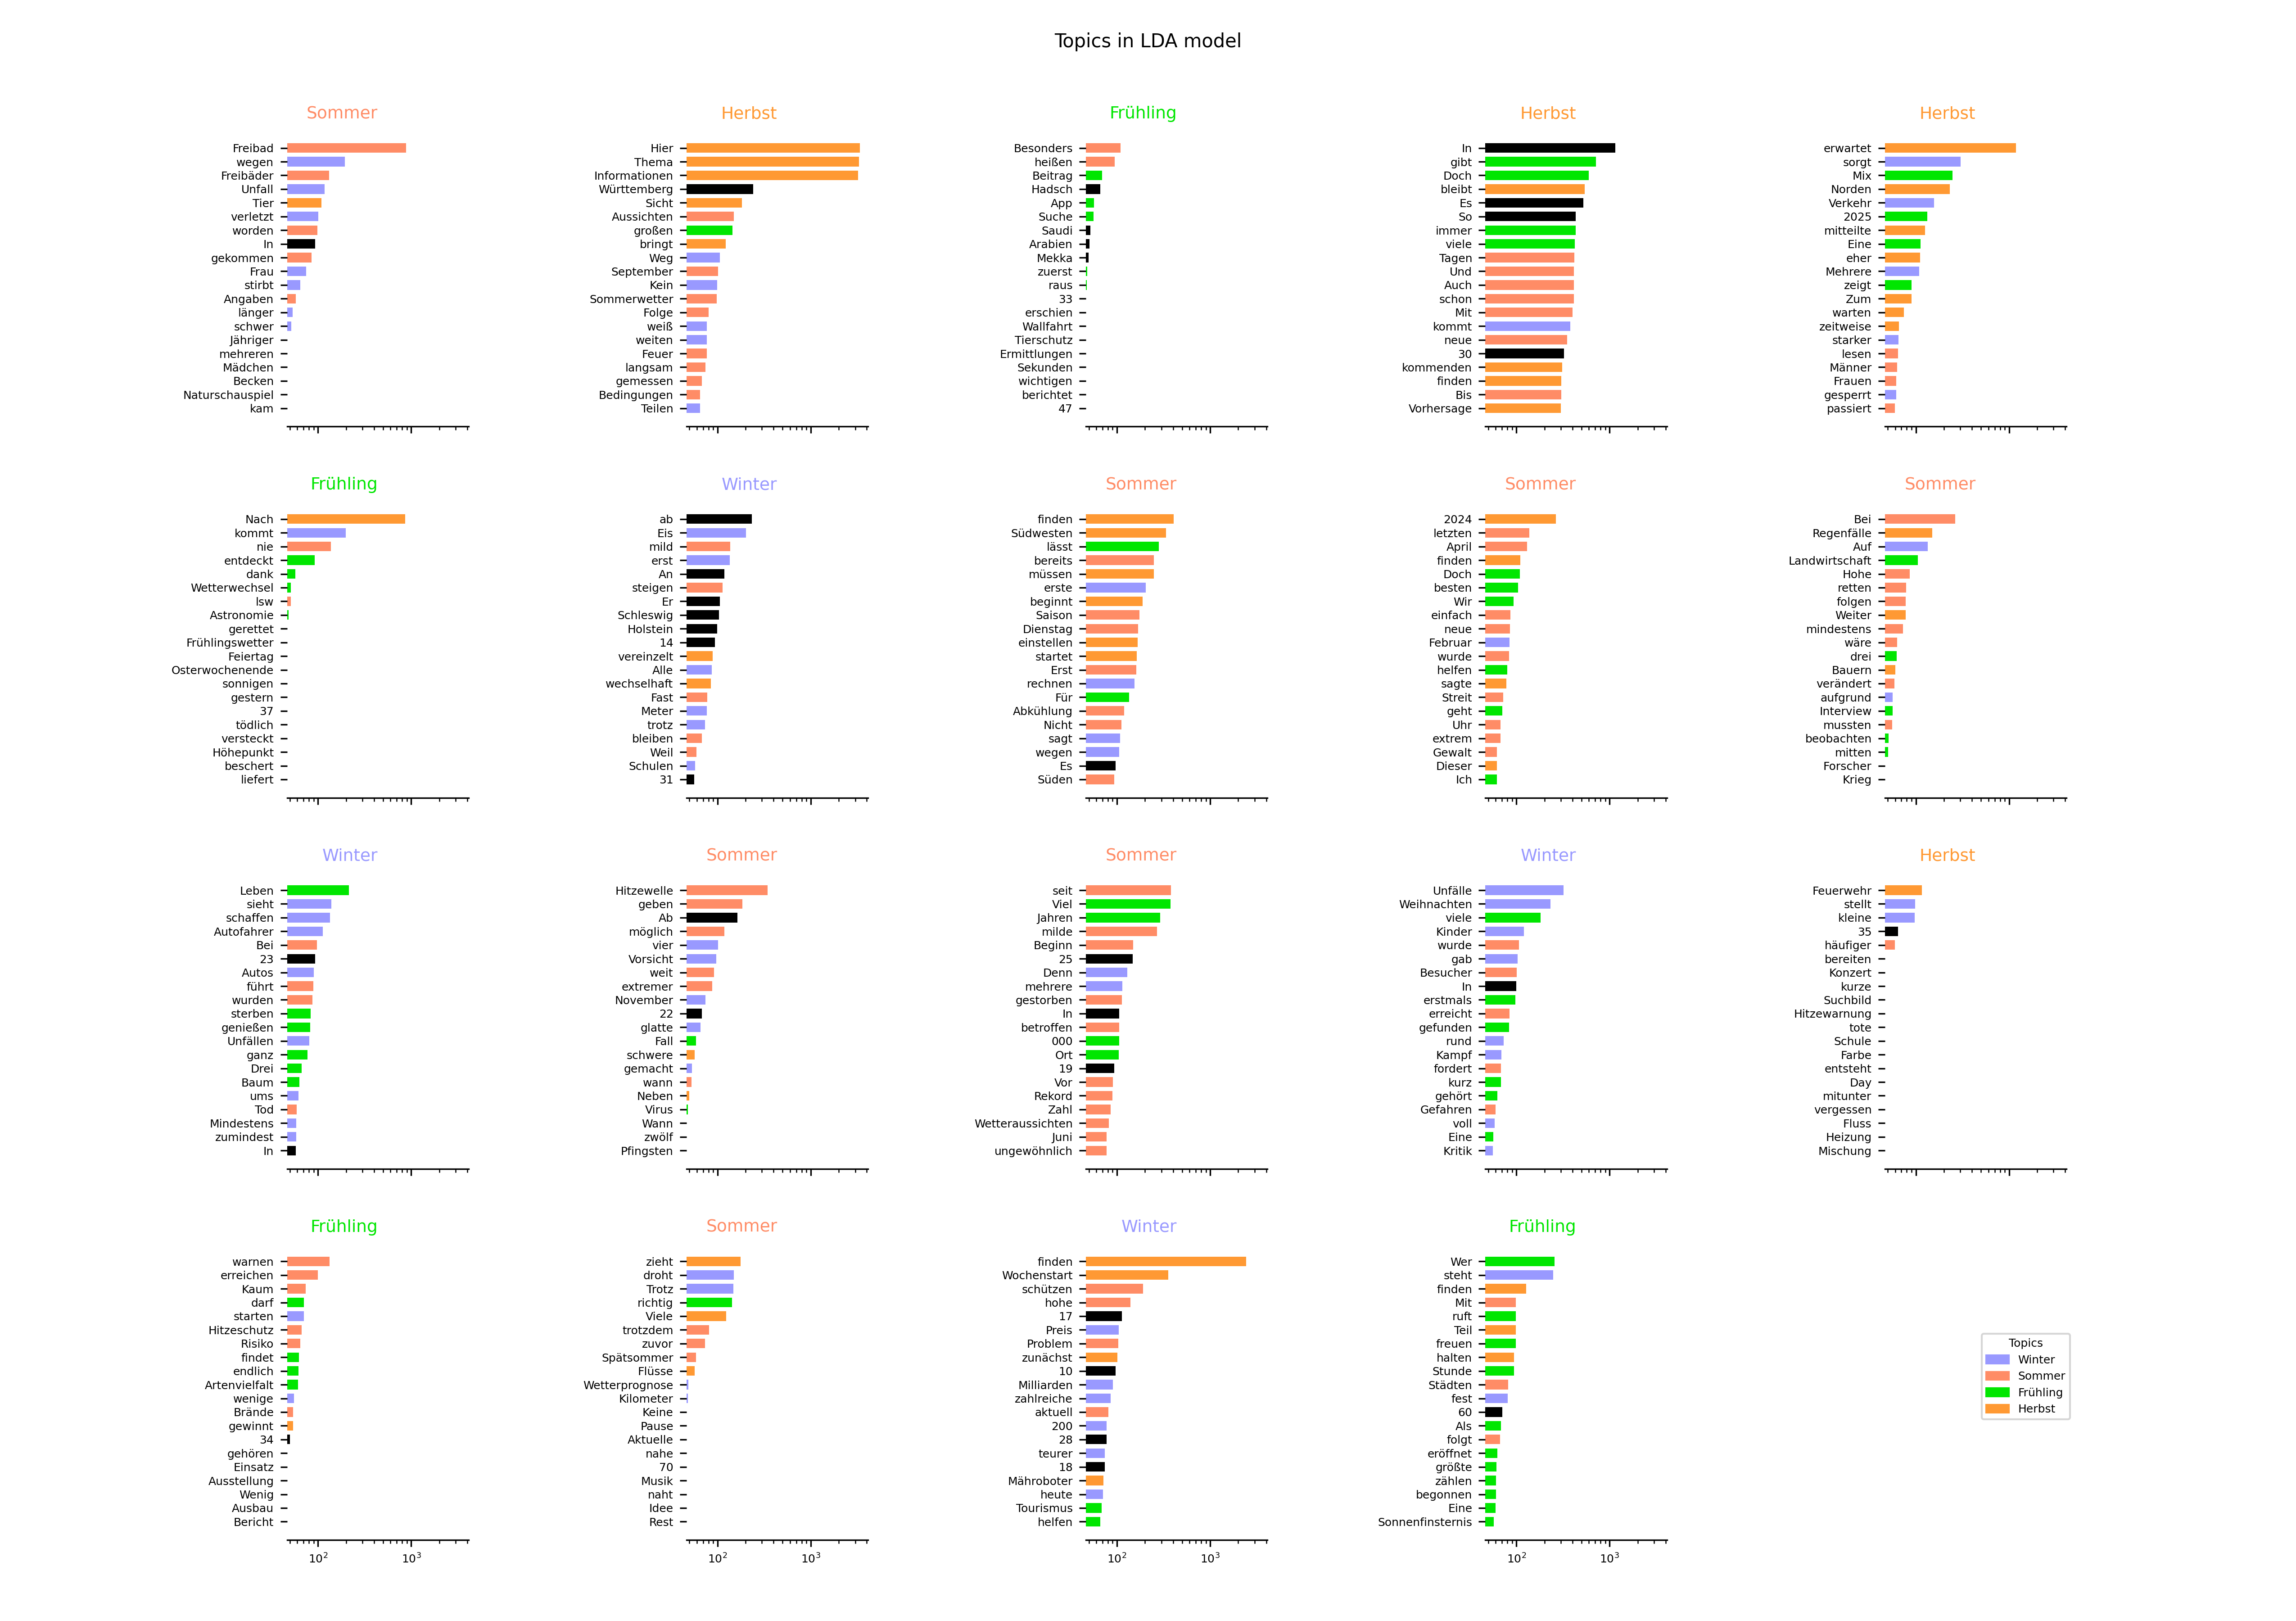 Topics in LDA model
Sommer
Freibad
wegen
Freibäder
Unfall
Tier
verletzt
worden
In
gekommen
Frau
stirbt
Angaben
länger
schwer
Jähriger
mehreren
Mädchen
Becken
Naturschauspiel
kam
Herbst
Hier
Thema
Informationen
Württemberg
Sicht
Aussichten
großen
bringt
Weg
September
Kein
Sommerwetter
Folge
weiß
weiten
Feuer
langsam
gemessen
Bedingungen
Teilen
Frühling
Besonders
heißen
Beitrag
Hadsch
App
Suche
Saudi
Arabien
Mekka
zuerst
raus
33
erschien
Wallfahrt
Tierschutz
Ermittlungen
Sekunden
wichtigen
berichtet
47
Herbst
In
gibt
Doch
bleibt
Es
So
immer
viele
Tagen
Und
Auch
schon
Mit
kommt
neue
30
kommenden
finden
Bis
Vorhersage
Herbst
erwartet
sorgt
Mix
Norden
Verkehr
2025
mitteilte
Eine
eher
Mehrere
zeigt
Zum
warten
zeitweise
starker
lesen
Männer
Frauen
gesperrt
passiert
Frühling
Nach
kommt
nie
entdeckt
dank
Wetterwechsel
lsw
Astronomie
gerettet
Frühlingswetter
Feiertag
Osterwochenende
sonnigen
gestern
37
tödlich
versteckt
Höhepunkt
beschert
liefert
Winter
ab
Eis
mild
erst
An
steigen
Er
Schleswig
Holstein
14
vereinzelt
Alle
wechselhaft
Fast
Meter
trotz
bleiben
Weil
Schulen
31
Sommer
finden
Südwesten
lässt
bereits
müssen
erste
beginnt
Saison
Dienstag
einstellen
startet
Erst
rechnen
Für
Abkühlung
Nicht
sagt
wegen
Es
Süden
Sommer
2024
letzten
April
finden
Doch
besten
Wir
einfach
neue
Februar
wurde
helfen
sagte
Streit
geht
Uhr
extrem
Gewalt
Dieser
Ich
Sommer
Bei
Regenfälle
Auf
Landwirtschaft
Hohe
retten
folgen
Weiter
mindestens
wäre
drei
Bauern
verändert
aufgrund
Interview
mussten
beobachten
mitten
Forscher
Krieg
Winter
Leben
sieht
schaffen
Autofahrer
Bei
23
Autos
führt
wurden
sterben
genießen
Unfällen
ganz
Drei
Baum
ums
Tod
Mindestens
zumindest
In
Sommer
Hitzewelle
geben
Ab
möglich
vier
Vorsicht
weit
extremer
November
22
glatte
Fall
schwere
gemacht
wann
Neben
Virus
Wann
zwölf
Pfingsten
Sommer
seit
Viel
Jahren
milde
Beginn
25
Denn
mehrere
gestorben
In
betroffen
000
Ort
19
Vor
Rekord
Zahl
Wetteraussichten
Juni
ungewöhnlich
Winter
Unfälle
Weihnachten
viele
Kinder
wurde
gab
Besucher
In
erstmals
erreicht
gefunden
rund
Kampf
fordert
kurz
gehört
Gefahren
voll
Eine
Kritik
Herbst
Feuerwehr
stellt
kleine
35
häufiger
bereiten
Konzert
kurze
Suchbild
Hitzewarnung
tote
Schule
Farbe
entsteht
Day
mitunter
vergessen
Fluss
Heizung
Mischung
Frühling
warnen
erreichen
Kaum
darf
starten
Hitzeschutz
Risiko
findet
endlich
Artenvielfalt
wenige
Brände
gewinnt
34
gehören
Einsatz
Ausstellung
Wenig
Ausbau
Bericht
10² 10³
Sommer
zieht
droht
Trotz
richtig
Viele
trotzdem
zuvor
Spätsommer
Flüsse
Wetterprognose
Kilometer
Keine
Pause
Aktuelle
nahe
70
Musik
naht
Idee
Rest
10² 10³
Winter
finden
Wochenstart
schützen
hohe
17
Preis
Problem
zunächst
10
Milliarden
zahlreiche
aktuell
200
28
teurer
18
Mähroboter
heute
Tourismus
helfen
10² 10³
Frühling
Wer
steht
finden
Mit
ruft
Teil
freuen
halten
Stunde
Städten
fest
60
Als
folgt
eröffnet
größte
zählen
begonnen
Eine
Sonnenfinsternis
10² 10³
Topics
Winter
Sommer
Frühling
Herbst